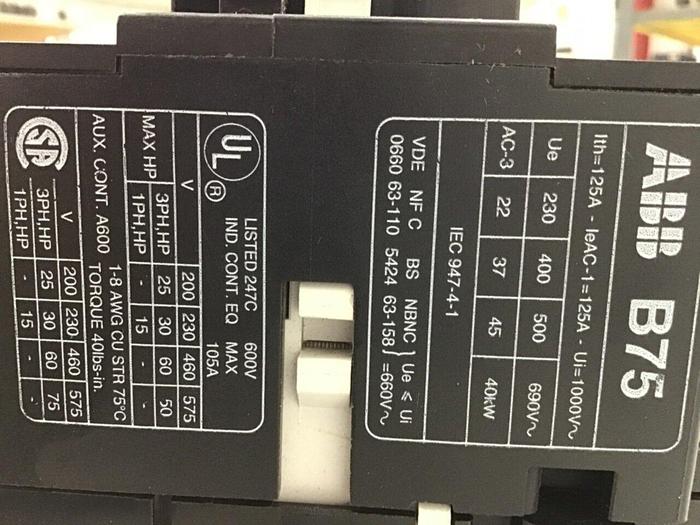 ABB B75
Ith=125A - IeAC-1=125A - Ui=1000V~
Ue 230 400 500 690V~
AC-3 22 37 45 40kW
IEC 947-4-1
VDE NF C BS NBNC } Ue ⩽ Ui
0660 63-110 5424 63-158 } =660V~
UL ® LISTED 247C 600V
IND. CONT. EQ MAX 105A
V 200 230 460 575
MAX HP 3PH,HP 25 30 60 50
1PH,HP - 15 - -
1-8 AWG CU STR 75°C
AUX. CONT. A600 TORQUE 40lbs-in.
SA V 200 230 460 575
3PH,HP 25 30 60 75
1PH,HP - 15 - -